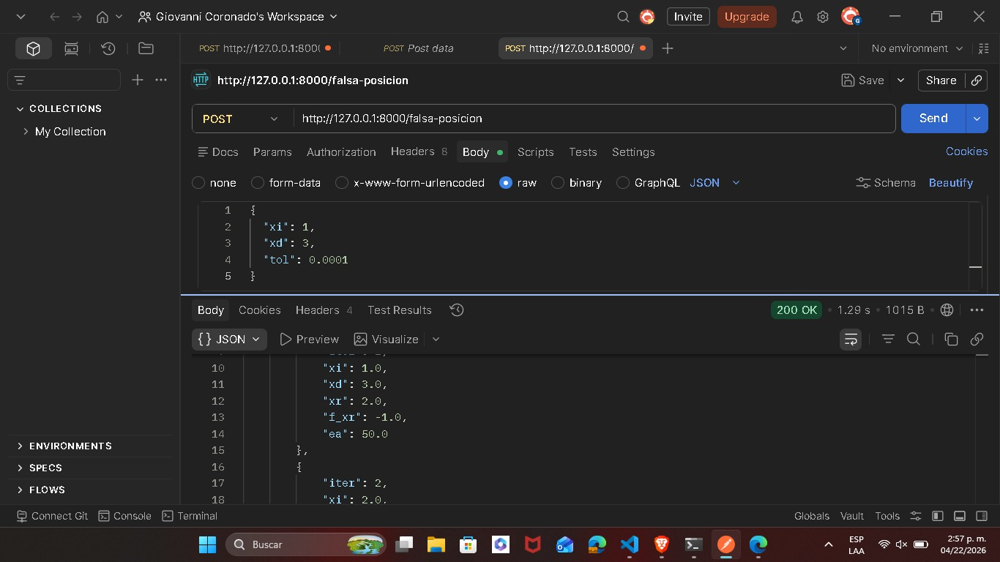 Giovanni Coronado's Workspace
Invite
Upgrade
POST http://127.0.0.1:800(
POST Post data
POST http://127.0.0.1:8000/
No environment
HTTP http://127.0.0.1:8000/falsa-posicion
Save
Share
COLLECTIONS
My Collection
POST http://127.0.0.1:8000/falsa-posicion
Send
Docs Params Authorization Headers 8 Body Scripts Tests Settings
Cookies
none form-data x-www-form-urlencoded raw binary GraphQL JSON
Schema Beautify
1 {
2 "xi": 1,
3 "xd": 3,
4 "tol": 0.0001
5 }
Body Cookies Headers 4 Test Results
200 OK • 1.29 s • 1015 B
{} JSON Preview Visualize
10 "xi": 1.0,
11 "xd": 3.0,
12 "xr": 2.0,
13 "f_xr": -1.0,
14 "ea": 50.0
15 },
16 {
17 "iter": 2,
18 "xi": 2.0,
ENVIRONMENTS
SPECS
FLOWS
Connect Git Console Terminal
Globals Vault Tools
Buscar
ESP
LAA
2:57 p. m.
04/22/2026